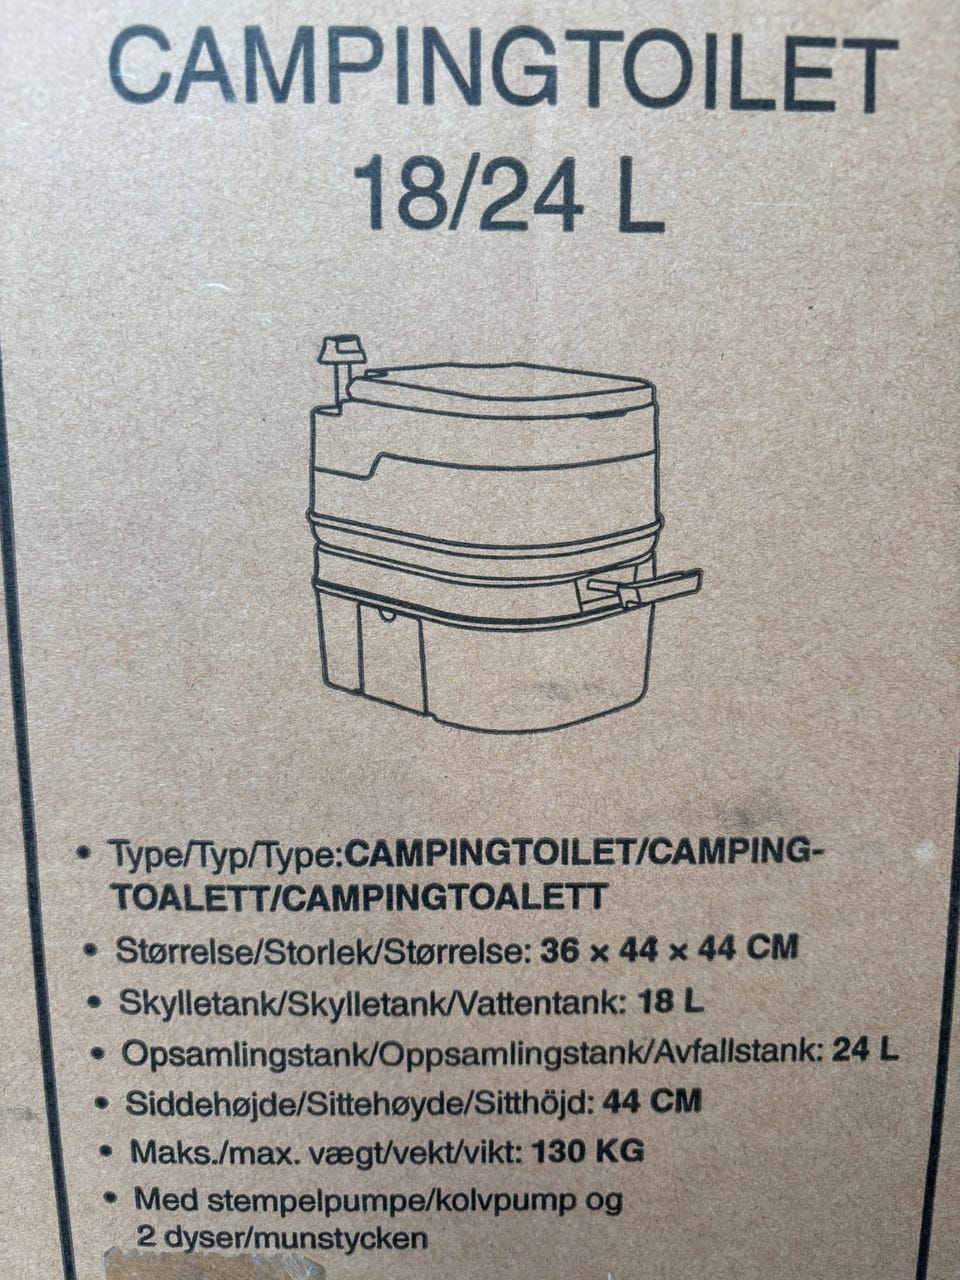 CAMPINGTOILET
18/24 L
• Type/Typ/Type:CAMPINGTOILET/CAMPING-
TOALETT/CAMPINGTOALETT
• Størrelse/Storlek/Størrelse: 36 x 44 x 44 CM
• Skylletank/Skylletank/Vattentank: 18 L
• Opsamlingstank/Oppsamlingstank/Avfallstank: 24 L
• Siddehøjde/Sittehøyde/Sitthöjd: 44 CM
• Maks./max. vægt/vekt/vikt: 130 KG
• Med stempelpumpe/kolvpump og
2 dyser/munstycken